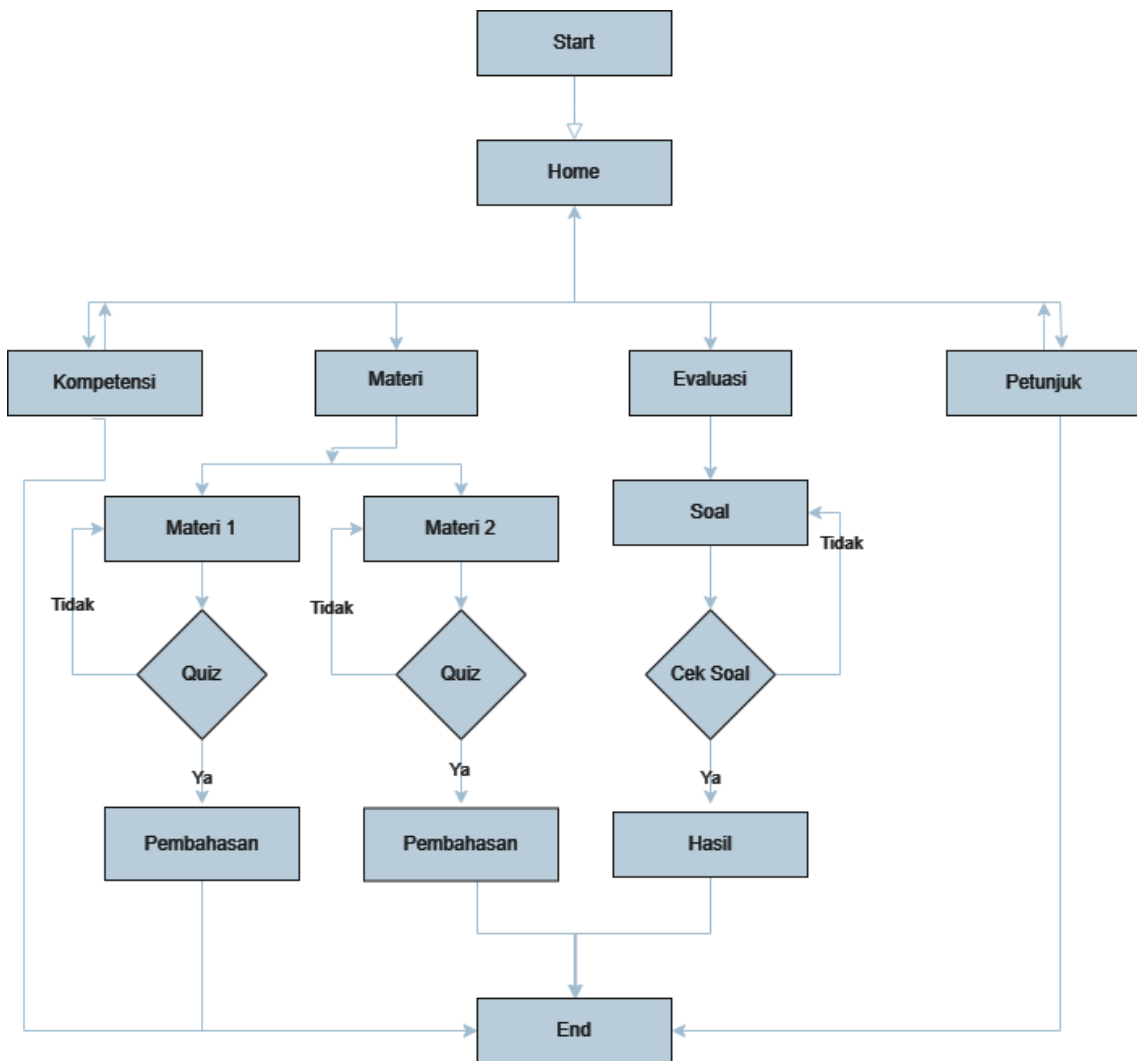 Start
Home
Kompetensi
Materi
Evaluasi
Petunjuk
Materi 1
Materi 2
Soal
Tidak
Tidak
Tidak
Quiz
Quiz
Cek Soal
Ya
Ya
Ya
Pembahasan
Pembahasan
Hasil
End